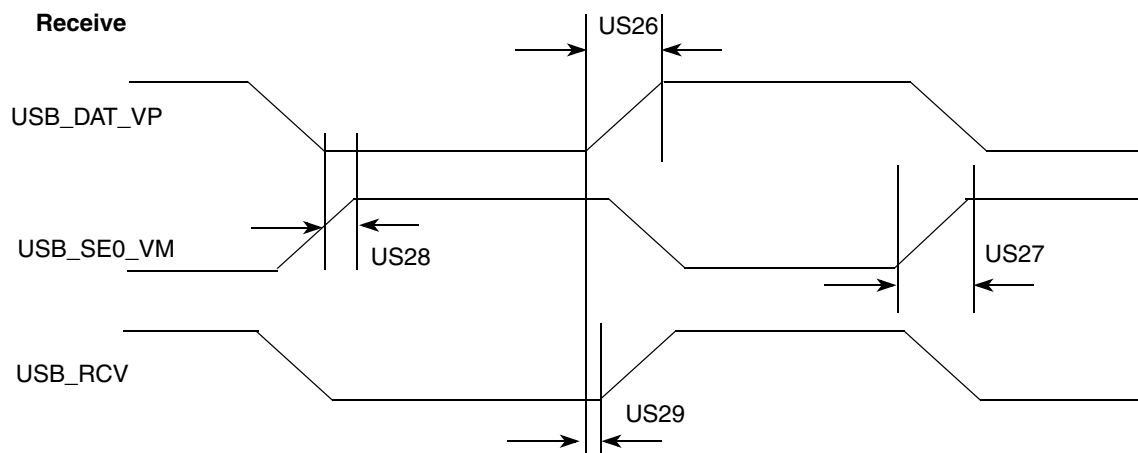 Receive
US26
USB_DAT_VP
USB_SE0_VM
US28
US27
USB_RCV
US29